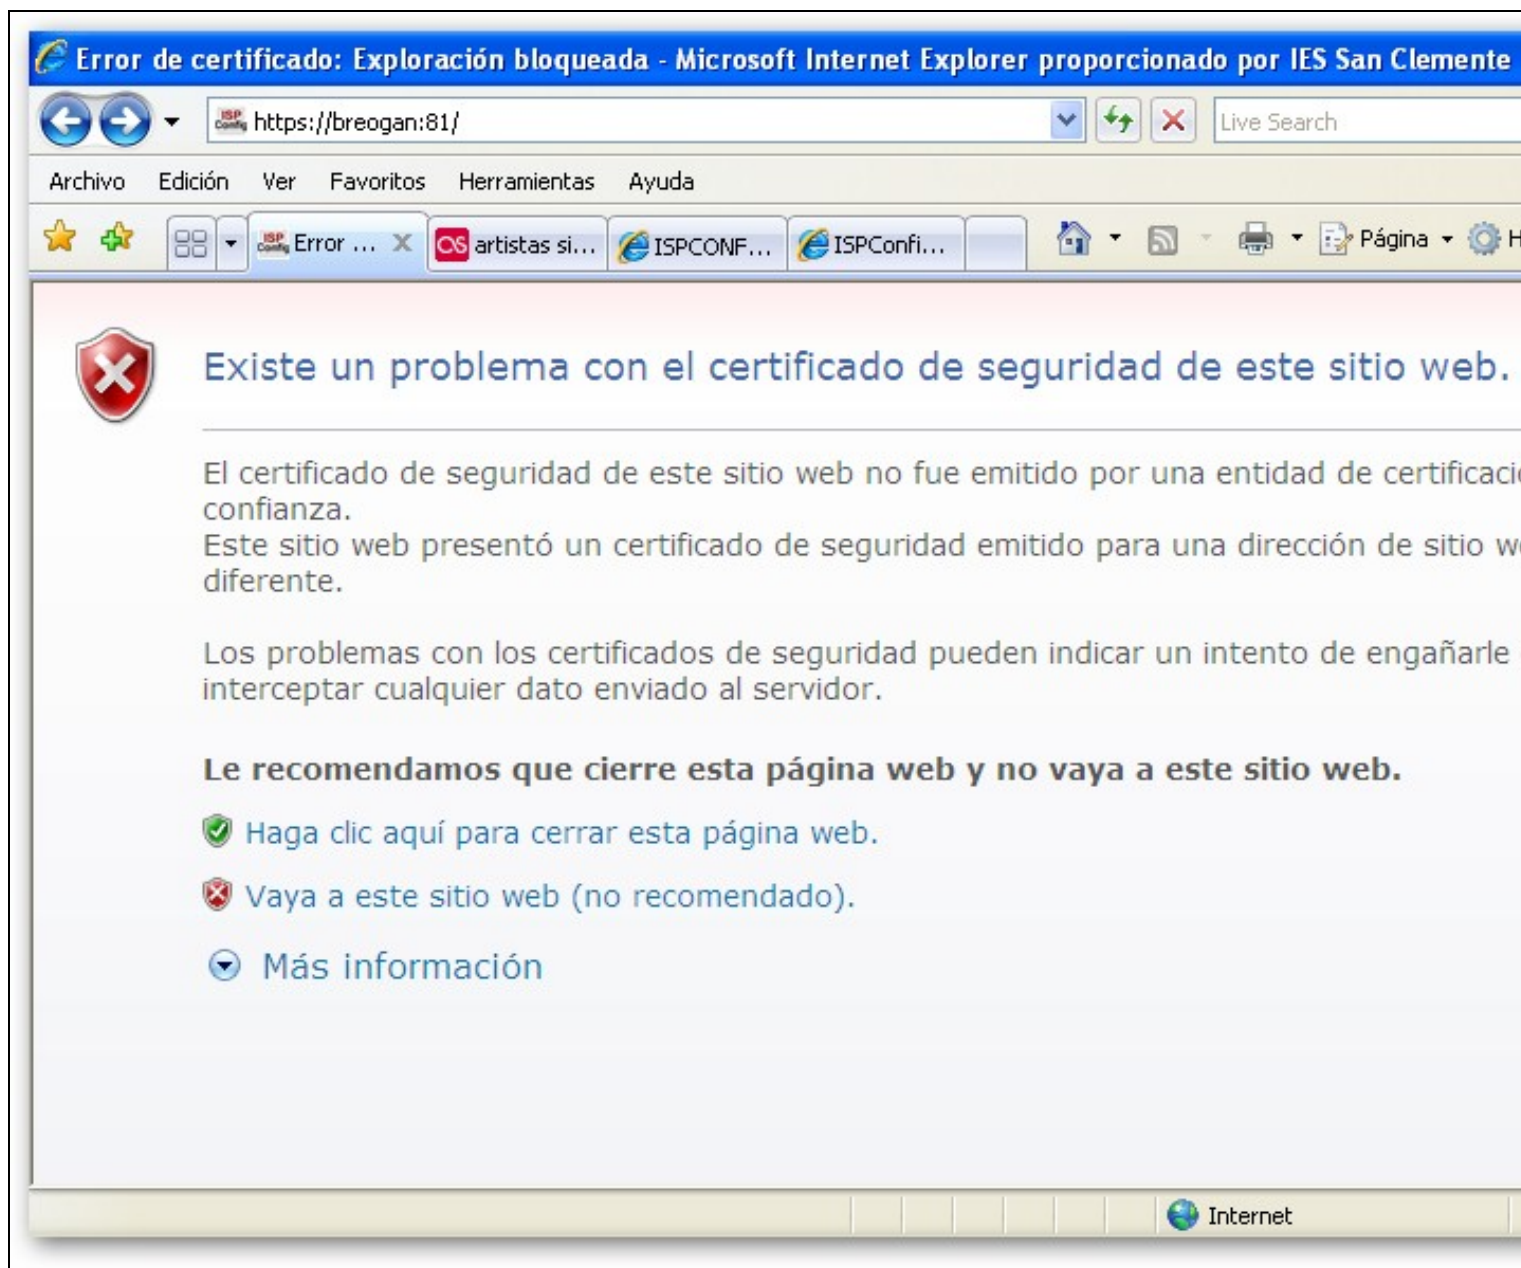 Error de certificado: Exploración bloqueada - Microsoft Internet Explorer proporcionado por IES San Clemente
ISP Config https://breogan:81/ Live Search
Archivo Edición Ver Favoritos Herramientas Ayuda
ISP Config Error ... X OS artistas si... ISPCONF... ISPConfi... Página H
Existe un problema con el certificado de seguridad de este sitio web.
El certificado de seguridad de este sitio web no fue emitido por una entidad de certificaci
confianza.
Este sitio web presentó un certificado de seguridad emitido para una dirección de sitio w
diferente.
Los problemas con los certificados de seguridad pueden indicar un intento de engañarle
interceptar cualquier dato enviado al servidor.
Le recomendamos que cierre esta página web y no vaya a este sitio web.
Haga clic aquí para cerrar esta página web.
Vaya a este sitio web (no recomendado).
Más información
Internet